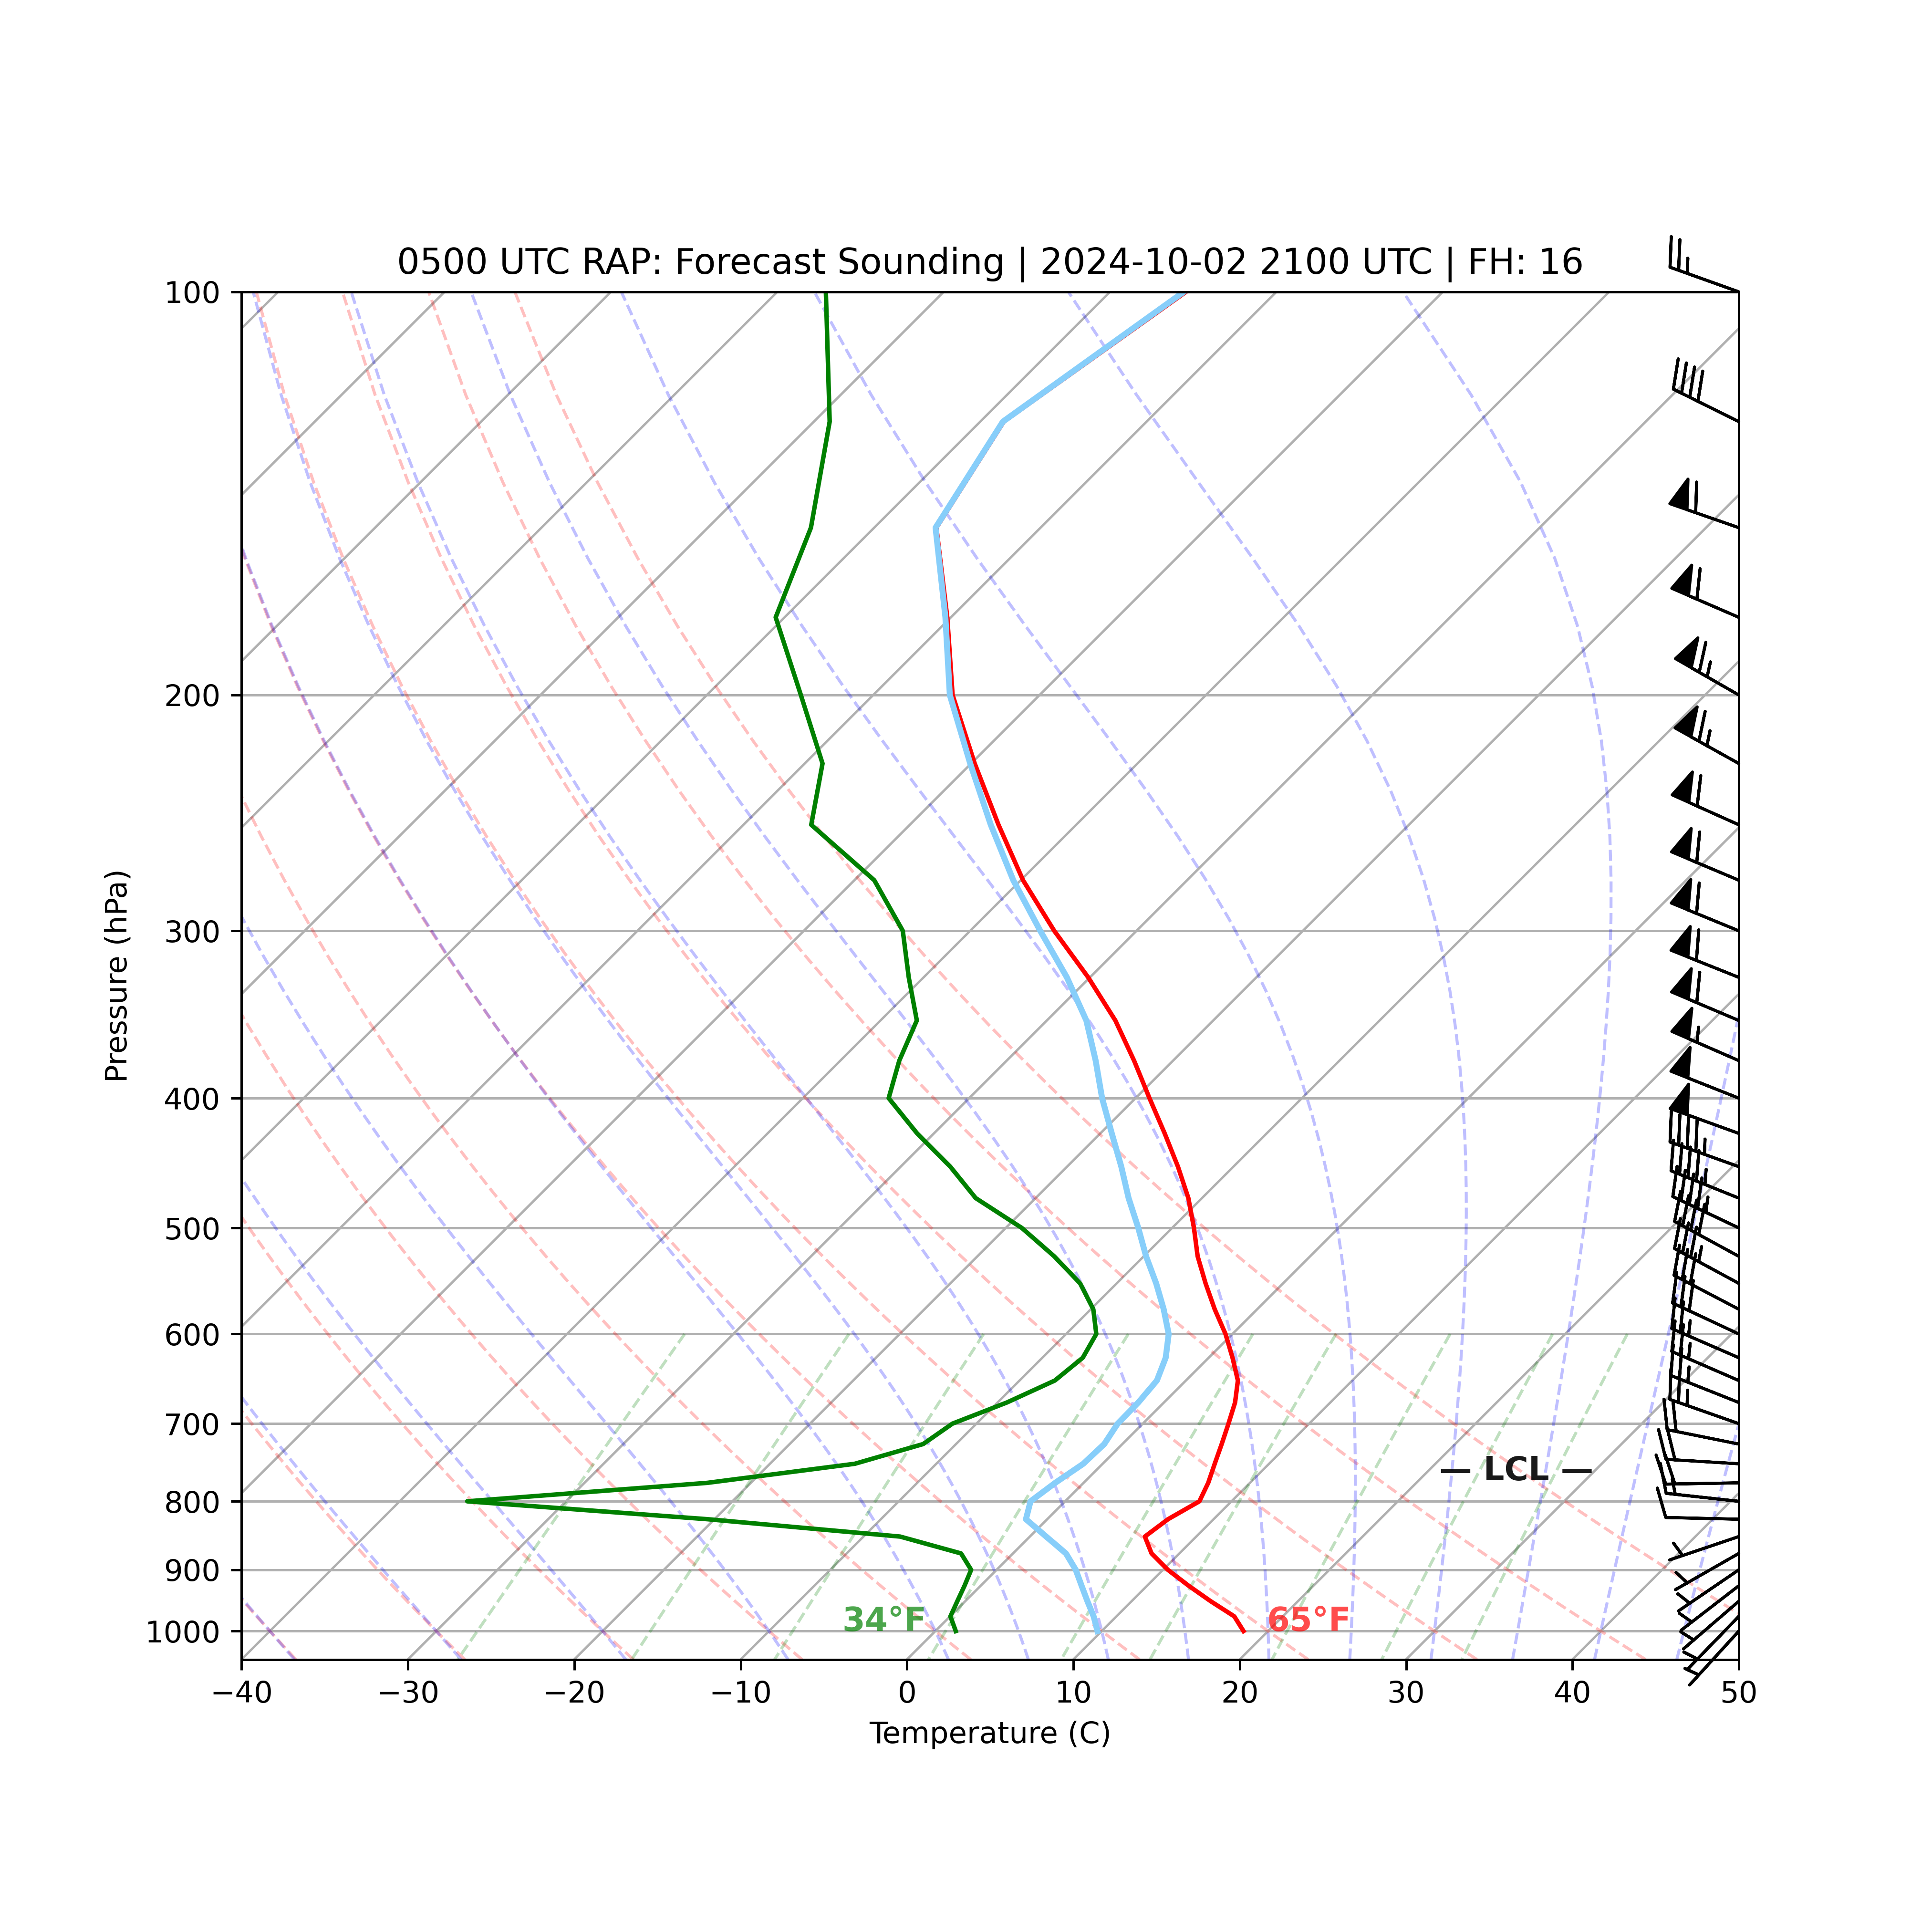 0500 UTC RAP: Forecast Sounding | 2024-10-02 2100 UTC | FH: 16
100
200
300
400
500
600
700
800
900
1000
Pressure (hPa)
— LCL —
34°F
65°F
−40 −30 −20 −10 0 10 20 30 40 50
Temperature (C)